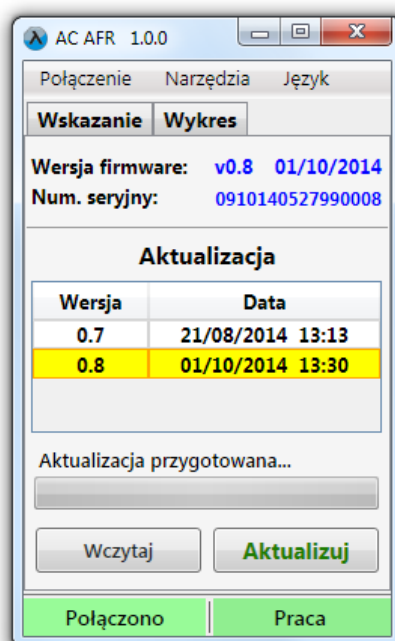 AC AFR 1.0.0
Połączenie Narzędzia Język
Wskazanie Wykres
Wersja firmware: v0.8 01/10/2014
Num. seryjny: 0910140527990008
Aktualizacja
Wersja Data
0.7 21/08/2014 13:13
0.8 01/10/2014 13:30
Aktualizacja przygotowana...
Wczytaj Aktualizuj
Połączono Praca